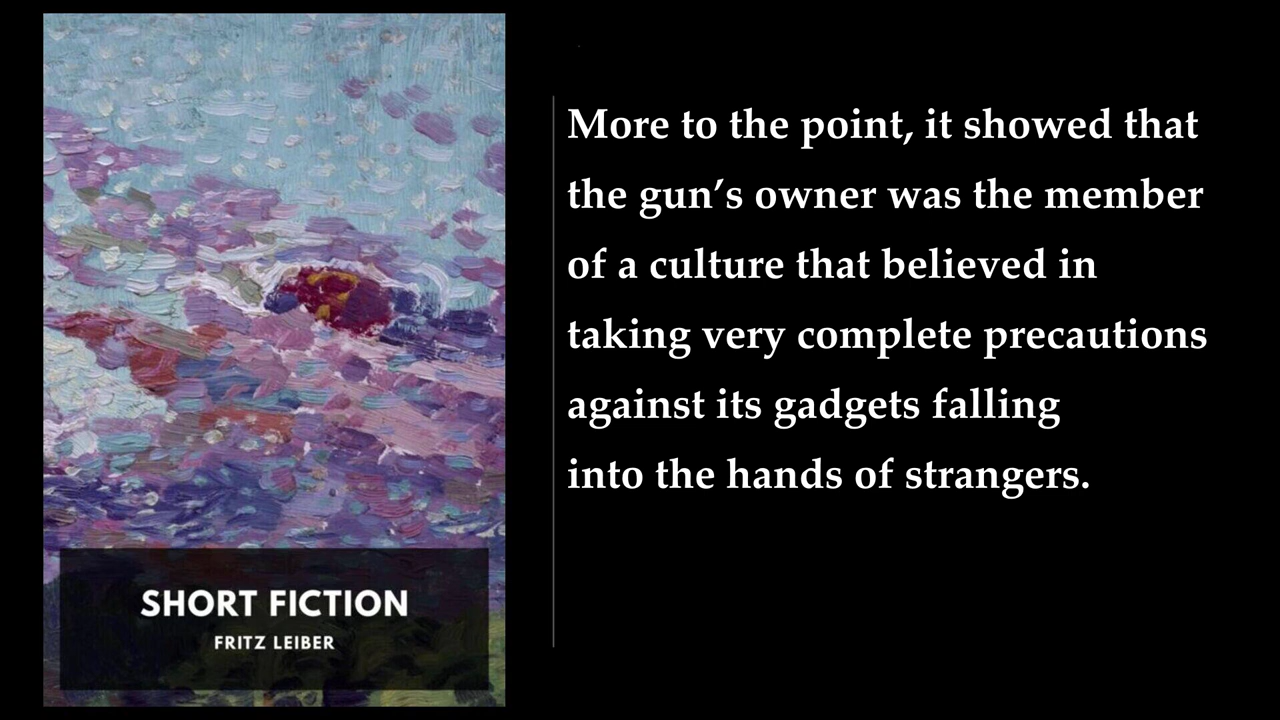 More to the point, it showed that
the gun’s owner was the member
of a culture that believed in
taking very complete precautions
against its gadgets falling
into the hands of strangers.
SHORT FICTION
FRITZ LEIBER